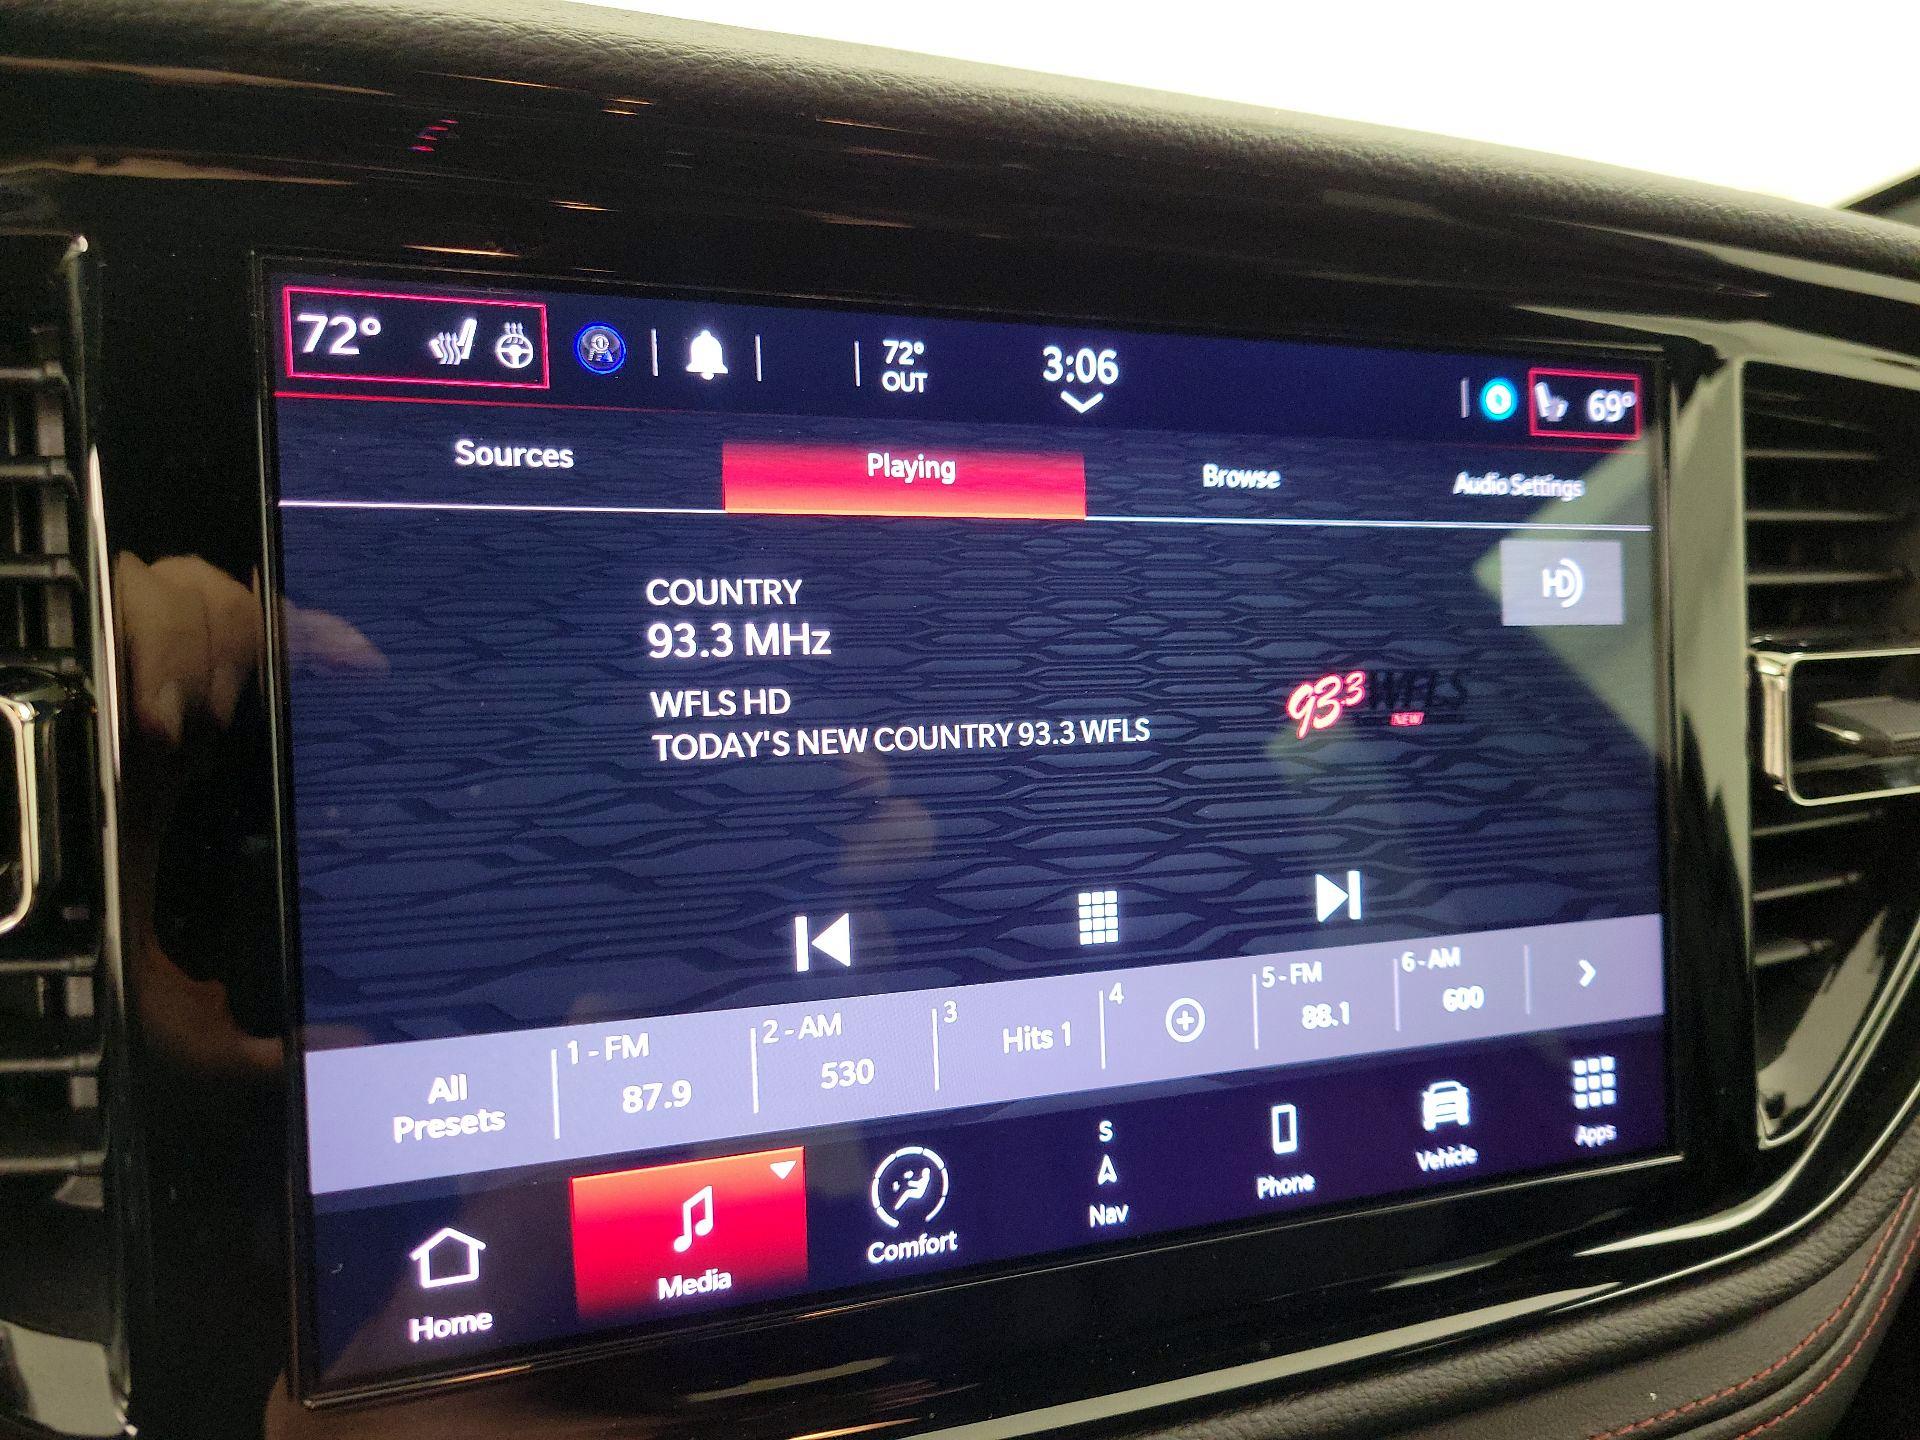 72°
72°
OUT
3:06
69°
Sources
Playing
Browse
Audio Settings
HD
COUNTRY
93.3 MHz
WFLS HD
TODAY'S NEW COUNTRY 93.3 WFLS
93.3 WFLS
NEW
All
Presets
1 - FM
87.9
2 - AM
530
3
Hits 1
4
5 - FM
88.1
6 - AM
600
Home
Media
Comfort
S
Nav
Phone
Vehicle
Apps